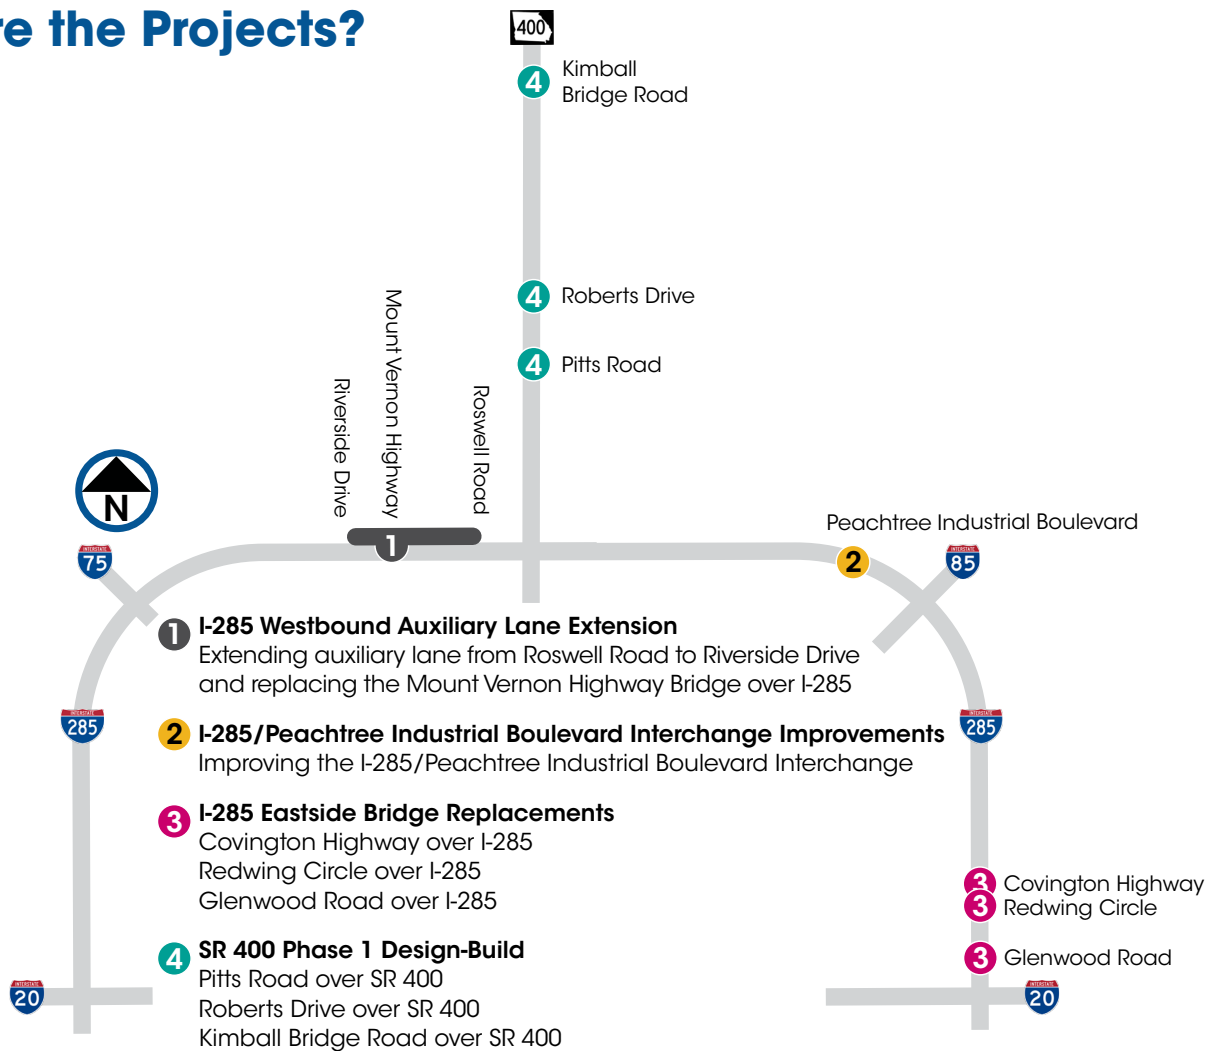 re the Projects?
400
4 Kimball
Bridge Road
4 Roberts Drive
4 Pitts Road
Riverside Drive
Mount Vernon Highway
Roswell Road
N
INTERSTATE
75
1
Peachtree Industrial Boulevard
2
INTERSTATE
85
1 I-285 Westbound Auxiliary Lane Extension
Extending auxiliary lane from Roswell Road to Riverside Drive
and replacing the Mount Vernon Highway Bridge over I-285
INTERSTATE
285
2 I-285/Peachtree Industrial Boulevard Interchange Improvements
Improving the I-285/Peachtree Industrial Boulevard Interchange
INTERSTATE
285
3 I-285 Eastside Bridge Replacements
Covington Highway over I-285
Redwing Circle over I-285
Glenwood Road over I-285
3 Covington Highway
3 Redwing Circle
3 Glenwood Road
4 SR 400 Phase 1 Design-Build
Pitts Road over SR 400
Roberts Drive over SR 400
Kimball Bridge Road over SR 400
INTERSTATE
20
INTERSTATE
20